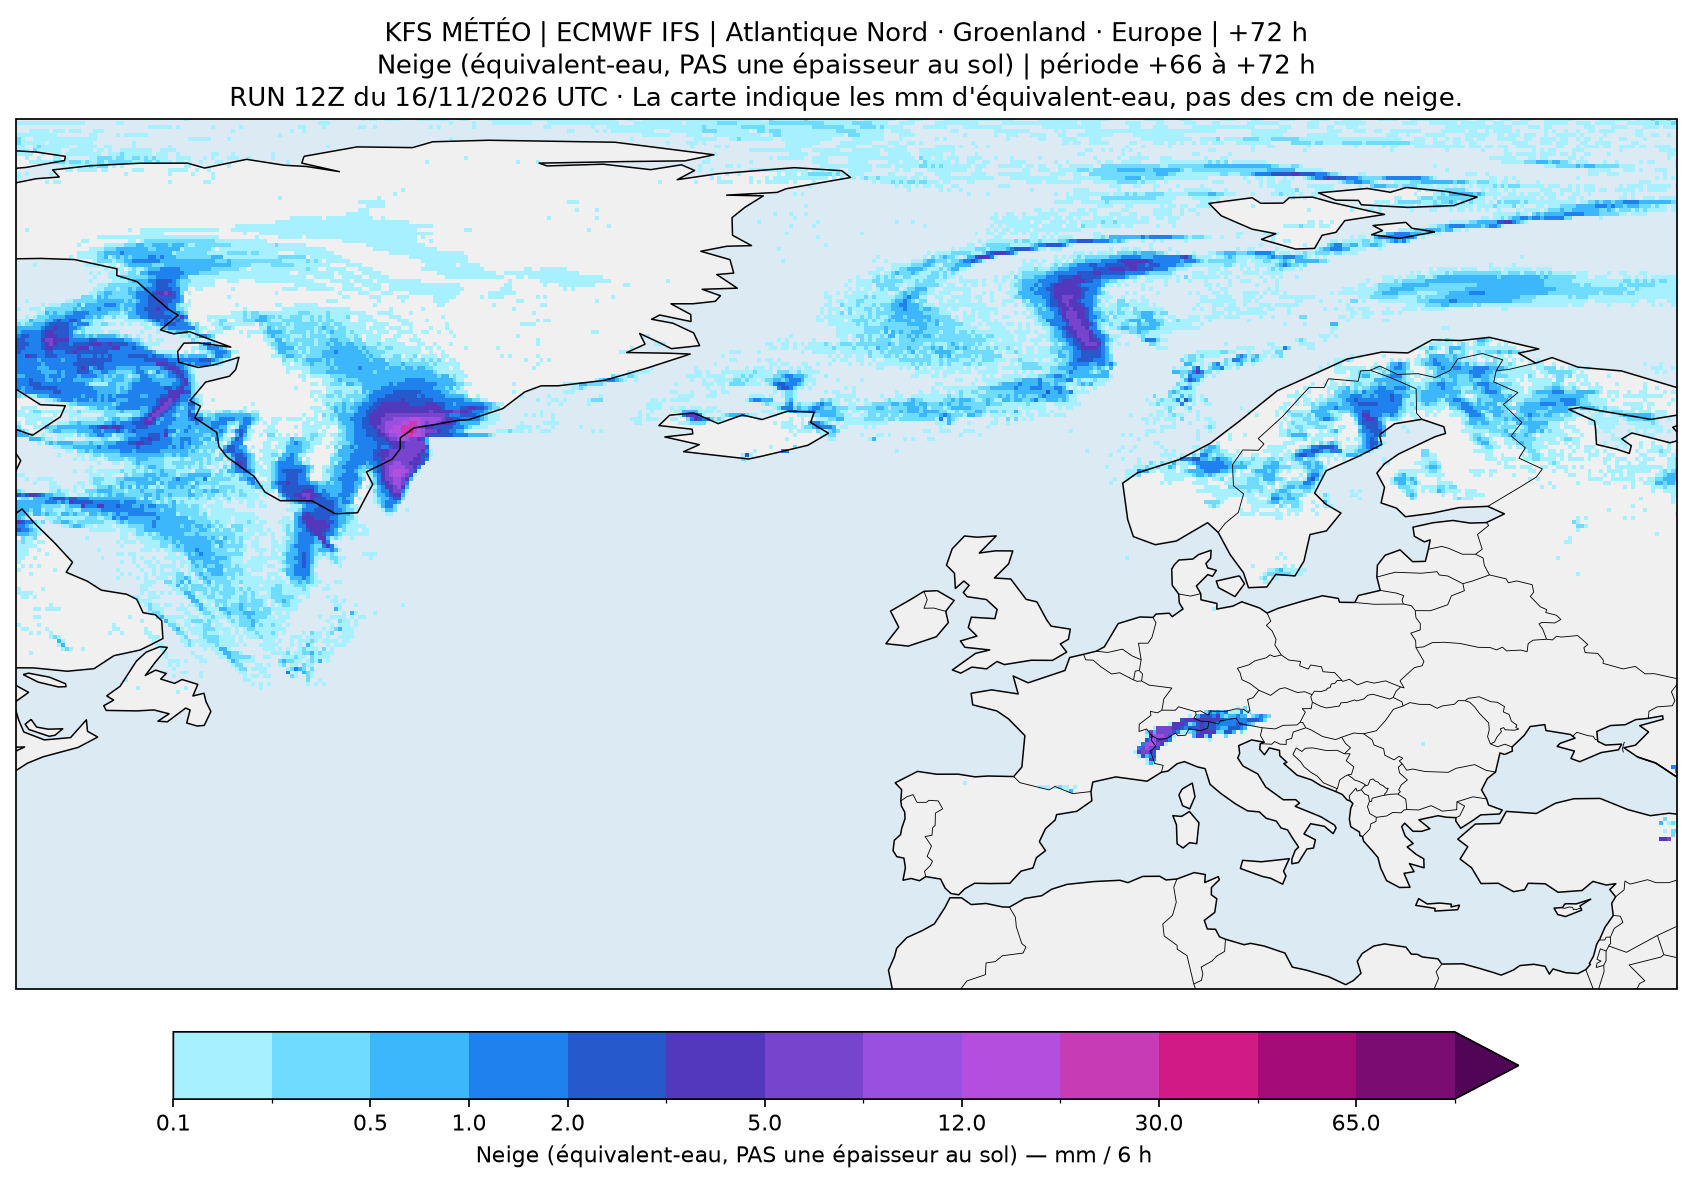 KFS MÉTÉO | ECMWF IFS | Atlantique Nord · Groenland · Europe | +72 h
Neige (équivalent-eau, PAS une épaisseur au sol) | période +66 à +72 h
RUN 12Z du 16/11/2026 UTC · La carte indique les mm d'équivalent-eau, pas des cm de neige.
0.1 0.5 1.0 2.0 5.0 12.0 30.0 65.0
Neige (équivalent-eau, PAS une épaisseur au sol) — mm / 6 h